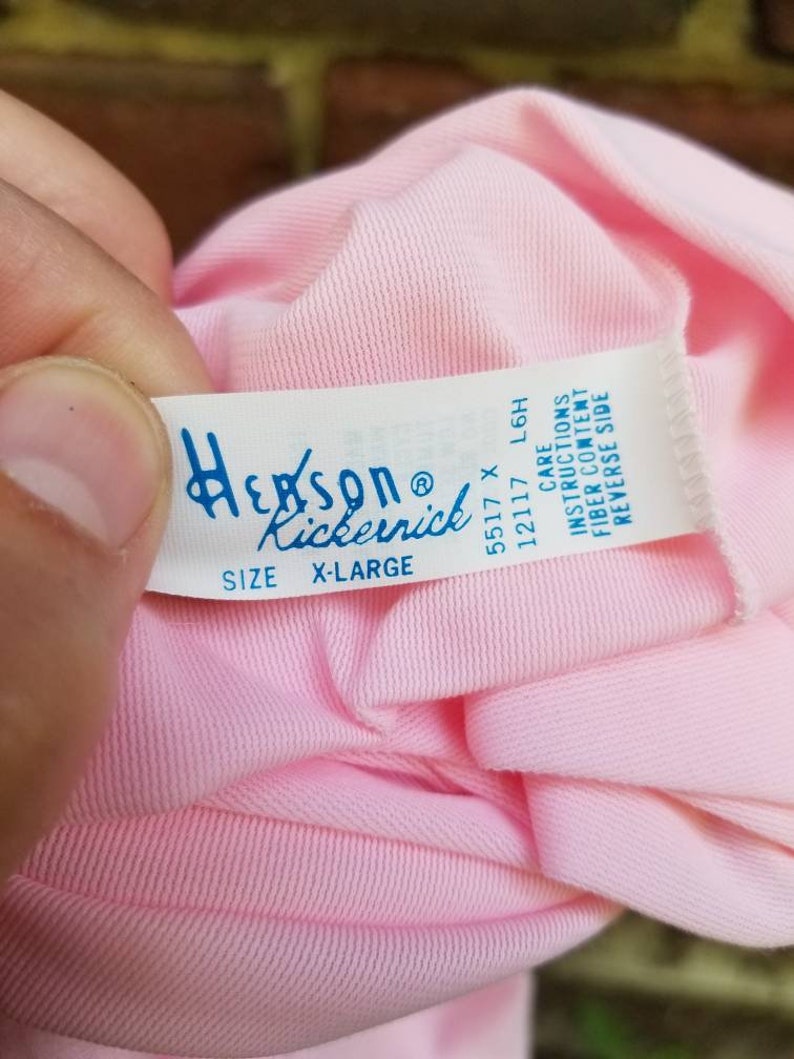 Henson®
Kickernick
SIZE X-LARGE
5517 X
12117 L6H
CARE
INSTRUCTIONS
FIBER CONTENT
REVERSE SIDE